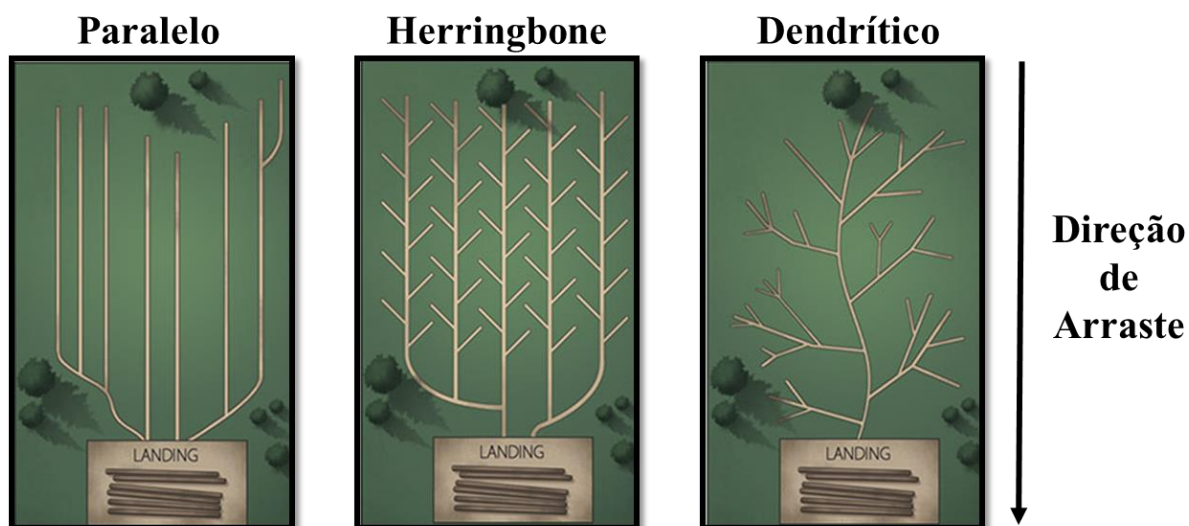 Paralelo
Herringbone
Dendrítico
LANDING
LANDING
LANDING
Direção
de
Arraste